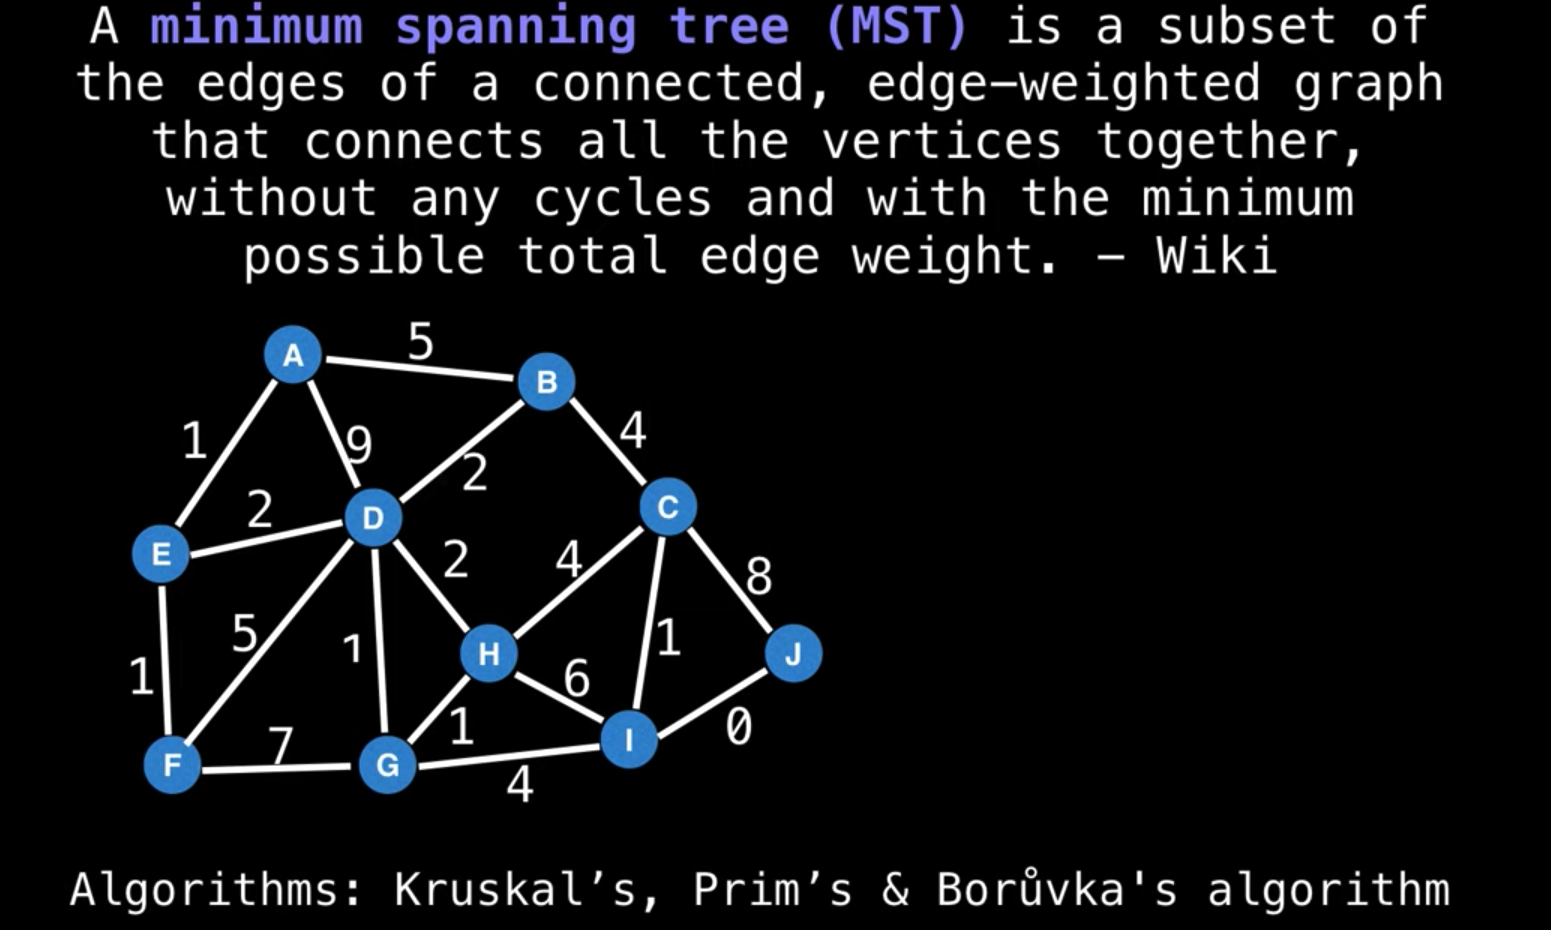 A minimum spanning tree (MST) is a subset of
the edges of a connected, edge–weighted graph
that connects all the vertices together,
without any cycles and with the minimum
possible total edge weight. – Wiki
5
A
B
1
9
4
2
2
D
C
E
2
4
8
5
1
1
H
J
1
6
7
1
I
0
F
G
4
Algorithms: Kruskal’s, Prim’s & Borůvka's algorithm